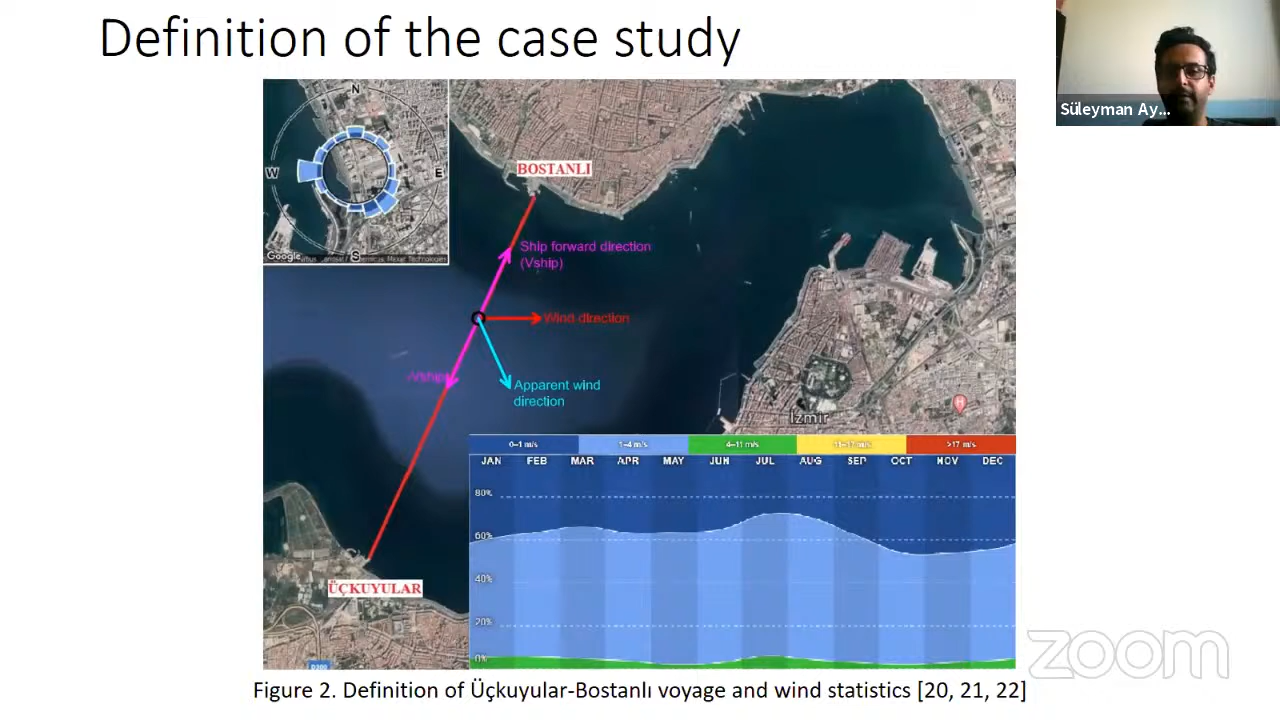 Definition of the case study
Süleyman Ay...
N
W
E
S
Google
BOSTANLI
Ship forward direction
(Vship)
Wind direction
-Vship
Apparent wind
direction
İzmir
H
ÜÇKUYULAR
D300
0–1 m/s
1–4 m/s
4–11 m/s
11–17 m/s
>17 m/s
JAN FEB MAR APR MAY JUN JUL AUG SEP OCT NOV DEC
80%
60%
40%
20%
0%
zoom
Figure 2. Definition of Üçkuyular-Bostanlı voyage and wind statistics [20, 21, 22]